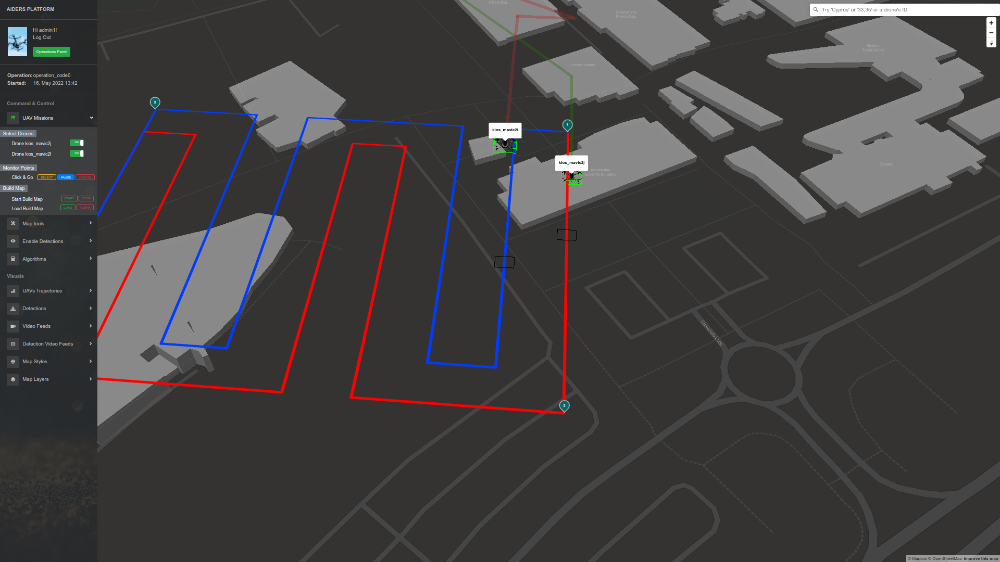 AIDERS PLATFORM
Hi admin1!
Log Out
Operations Panel
Operation: operation_code0
Started: 16, May 2022 13:42
Command & Control
UAV Missions
Select Drones
Drone kios_mavic2j
On
Drone kios_mavic2l
On
Monitor Points
Click & Go
SELECT
PAUSE
CANCEL
Build Map
Start Build Map
START
STOP
Load Build Map
LOAD
CLEAR
Map tools
Enable Detections
Algorithms
Visuals
UAVs Trajectories
Detections
Video Feeds
Detection Video Feeds
Map Styles
Map Layers
Try 'Cyprus' or '33,35' or a drone's ID
& Math Dep.
Chemistry &
Physics Dep.
Student
Social Centre
Lecture rooms
3
1
kios_mavic2l
kios_mavic2j
Anastasios
Leventis Building
Ζορπάς
University Loop
2
© Mapbox © OpenStreetMap Improve this map